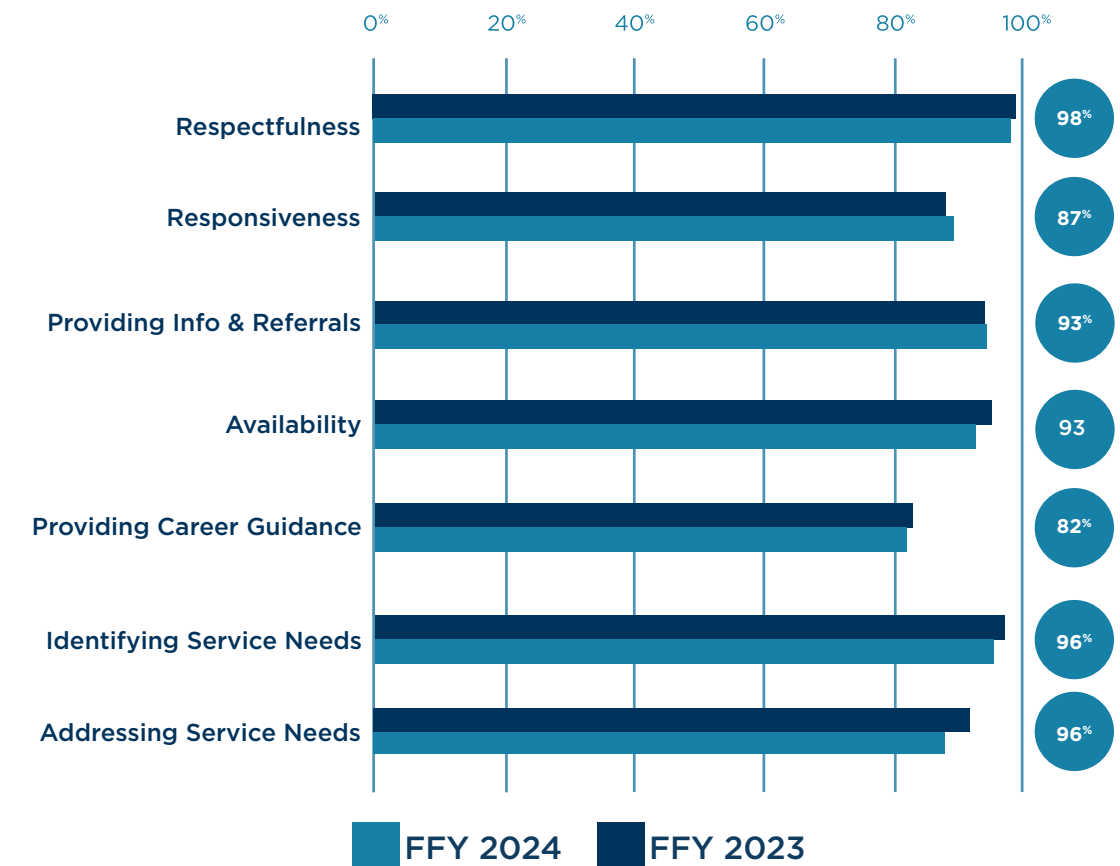 0% 20% 40% 60% 80% 100%
Respectfulness 98%
Responsiveness 87%
Providing Info & Referrals 93%
Availability 93
Providing Career Guidance 82%
Identifying Service Needs 96%
Addressing Service Needs 96%
FFY 2024 FFY 2023